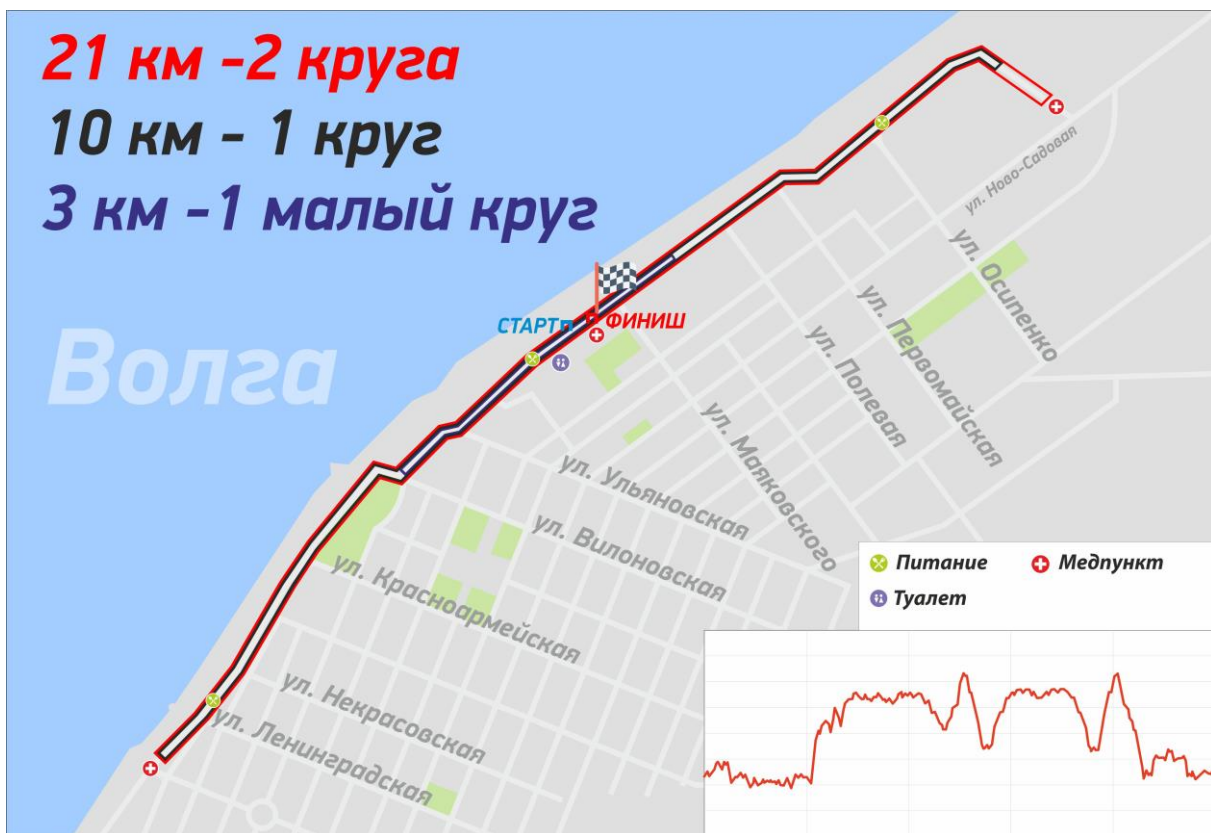 21 км -2 круга
10 км - 1 круг
3 км -1 малый круг
ул. Ново-Садовая
ул. Осипенко
СТАРТ
ФИНИШ
Волга
ул. Первомайская
ул. Полевая
ул. Маяковского
ул. Ульяновская
ул. Вилоновская
ул. Красноармейская
ул. Некрасовская
ул. Ленинградская
Питание
Медпункт
Туалет